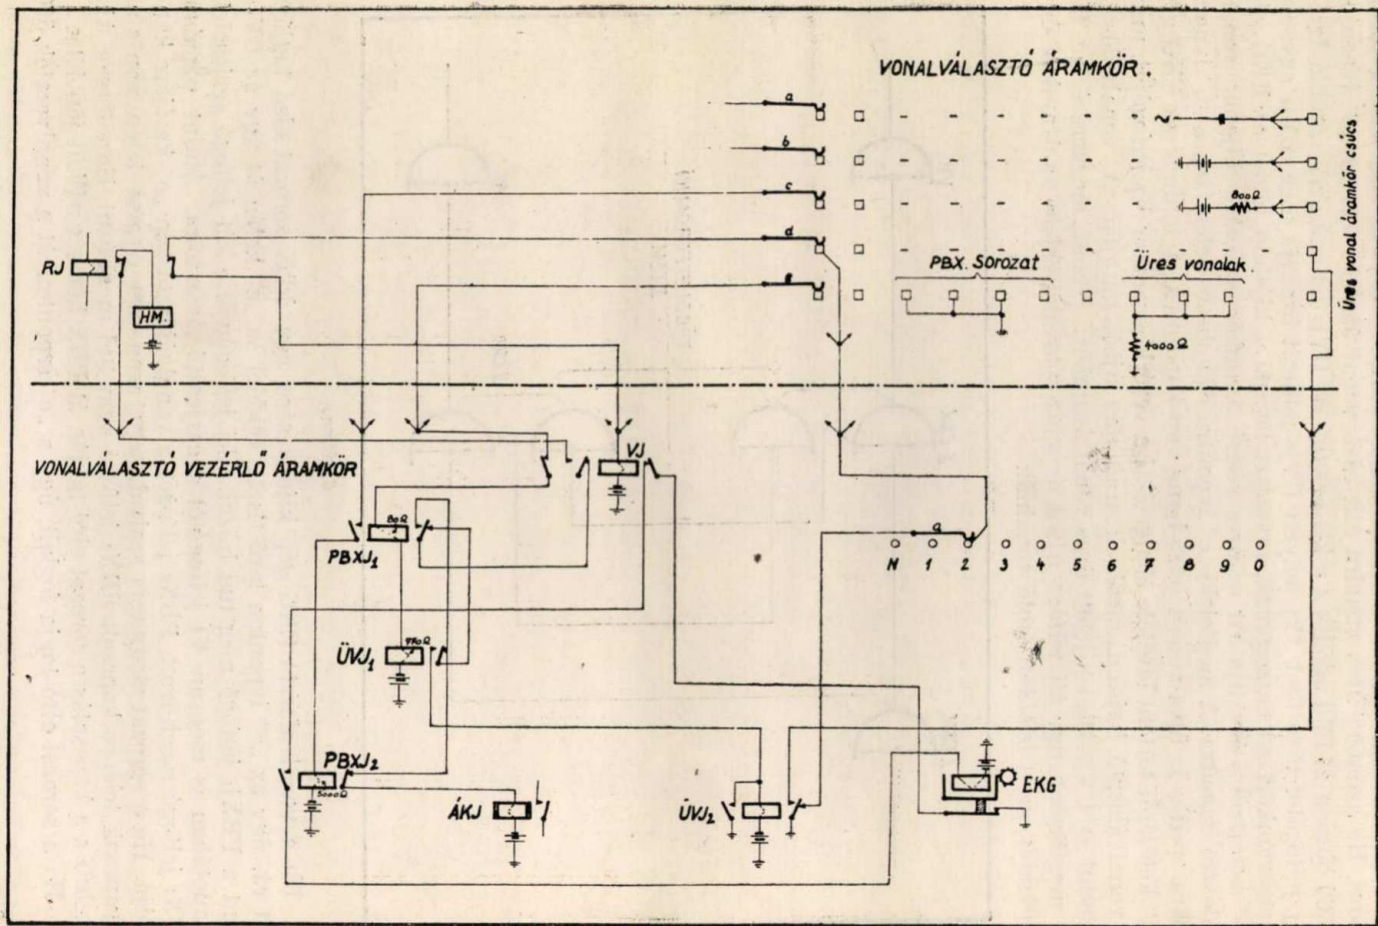 VONALVÁLASZTÓ ÁRAMKÖR.
a
b
c
800Ω
d
RJ
PBX. Sorozat
Üres vonalak
Üres vonal áramkör csúcs
e
HM.
4000Ω
VONALVÁLASZTÓ VEZÉRLŐ ÁRAMKÖR
VJ
80Ω
PBXJ₁
a
N 1 2 3 4 5 6 7 8 9 0
ÜVJ₁
PBXJ₂
5000Ω
ÁKJ
ÜVJ₂
EKG